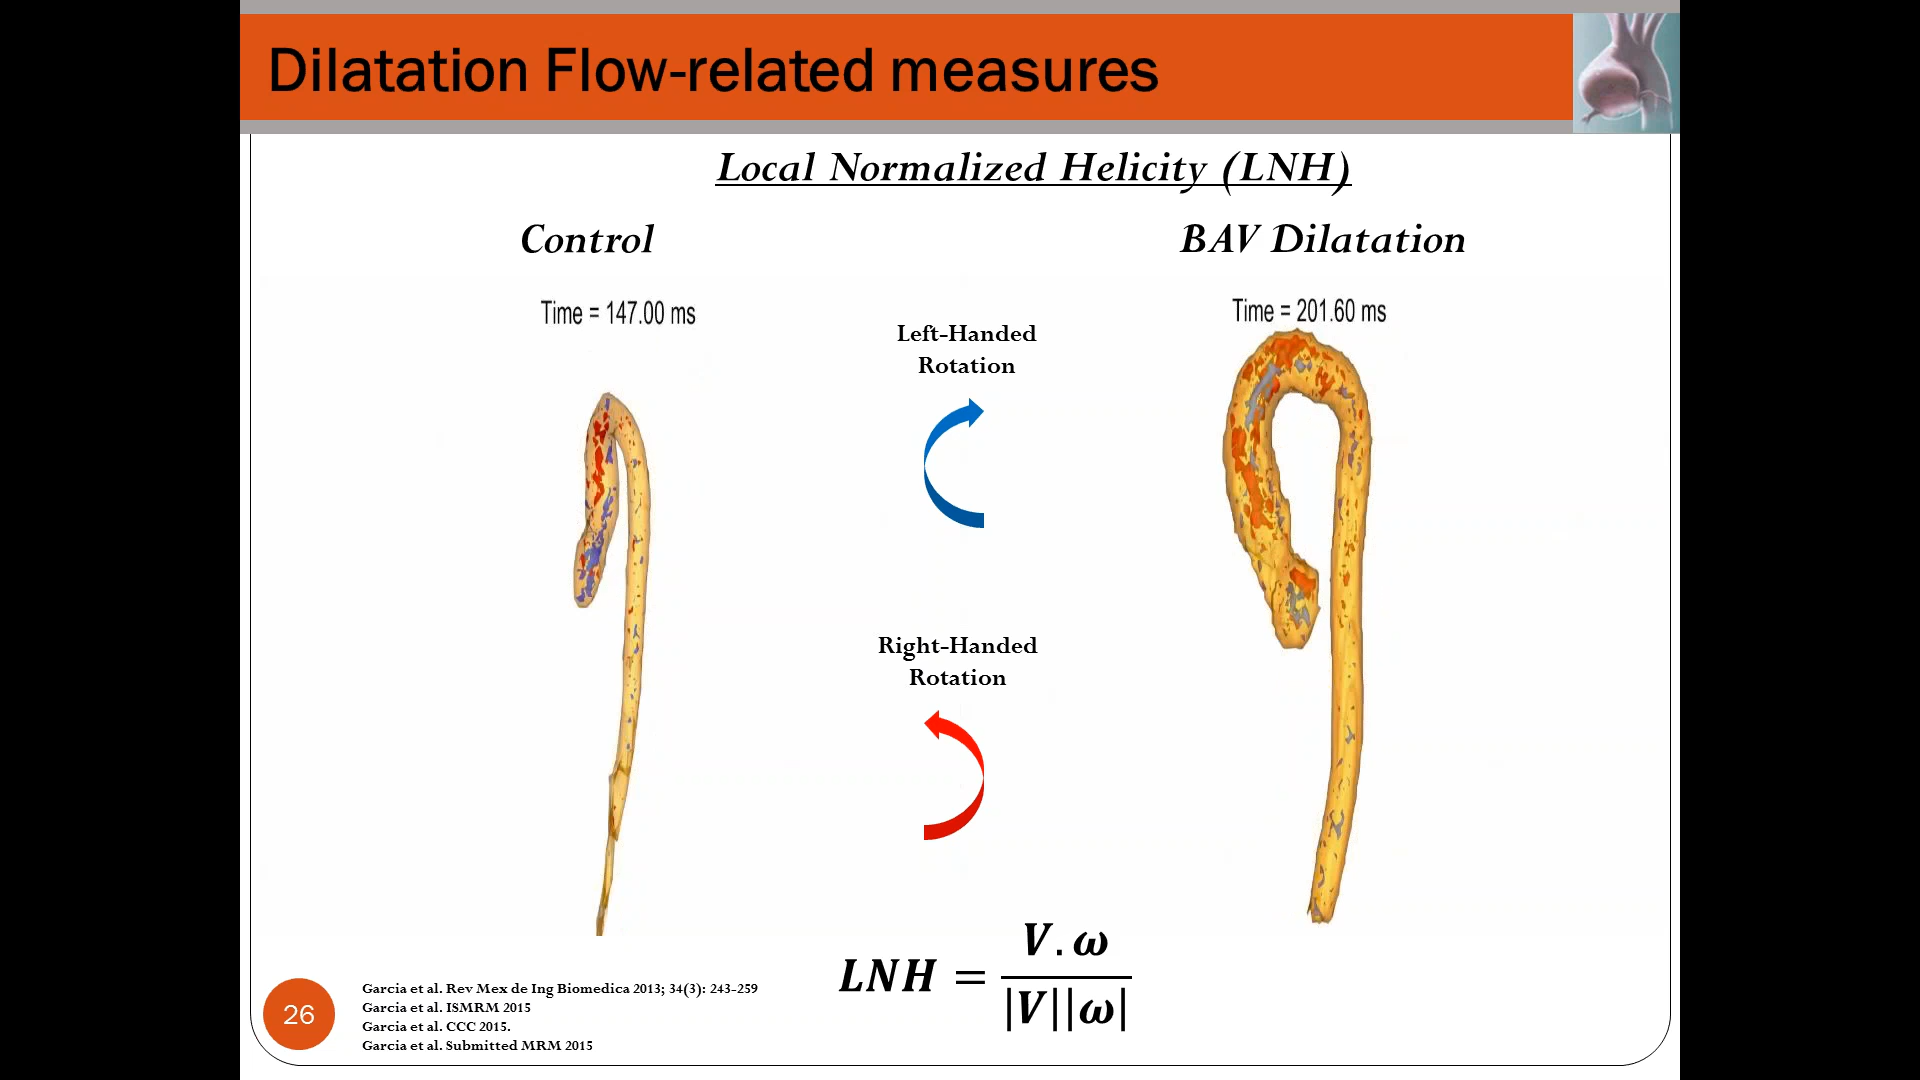 Dilatation Flow-related measures
Local Normalized Helicity (LNH)
Control
BAV Dilatation
Time = 147.00 ms
Time = 201.60 ms
Left-Handed
Rotation
Right-Handed
Rotation
LNH = V . ω / |V||ω|
Garcia et al. Rev Mex de Ing Biomedica 2013; 34(3): 243-259
Garcia et al. ISMRM 2015
Garcia et al. CCC 2015.
Garcia et al. Submitted MRM 2015
26